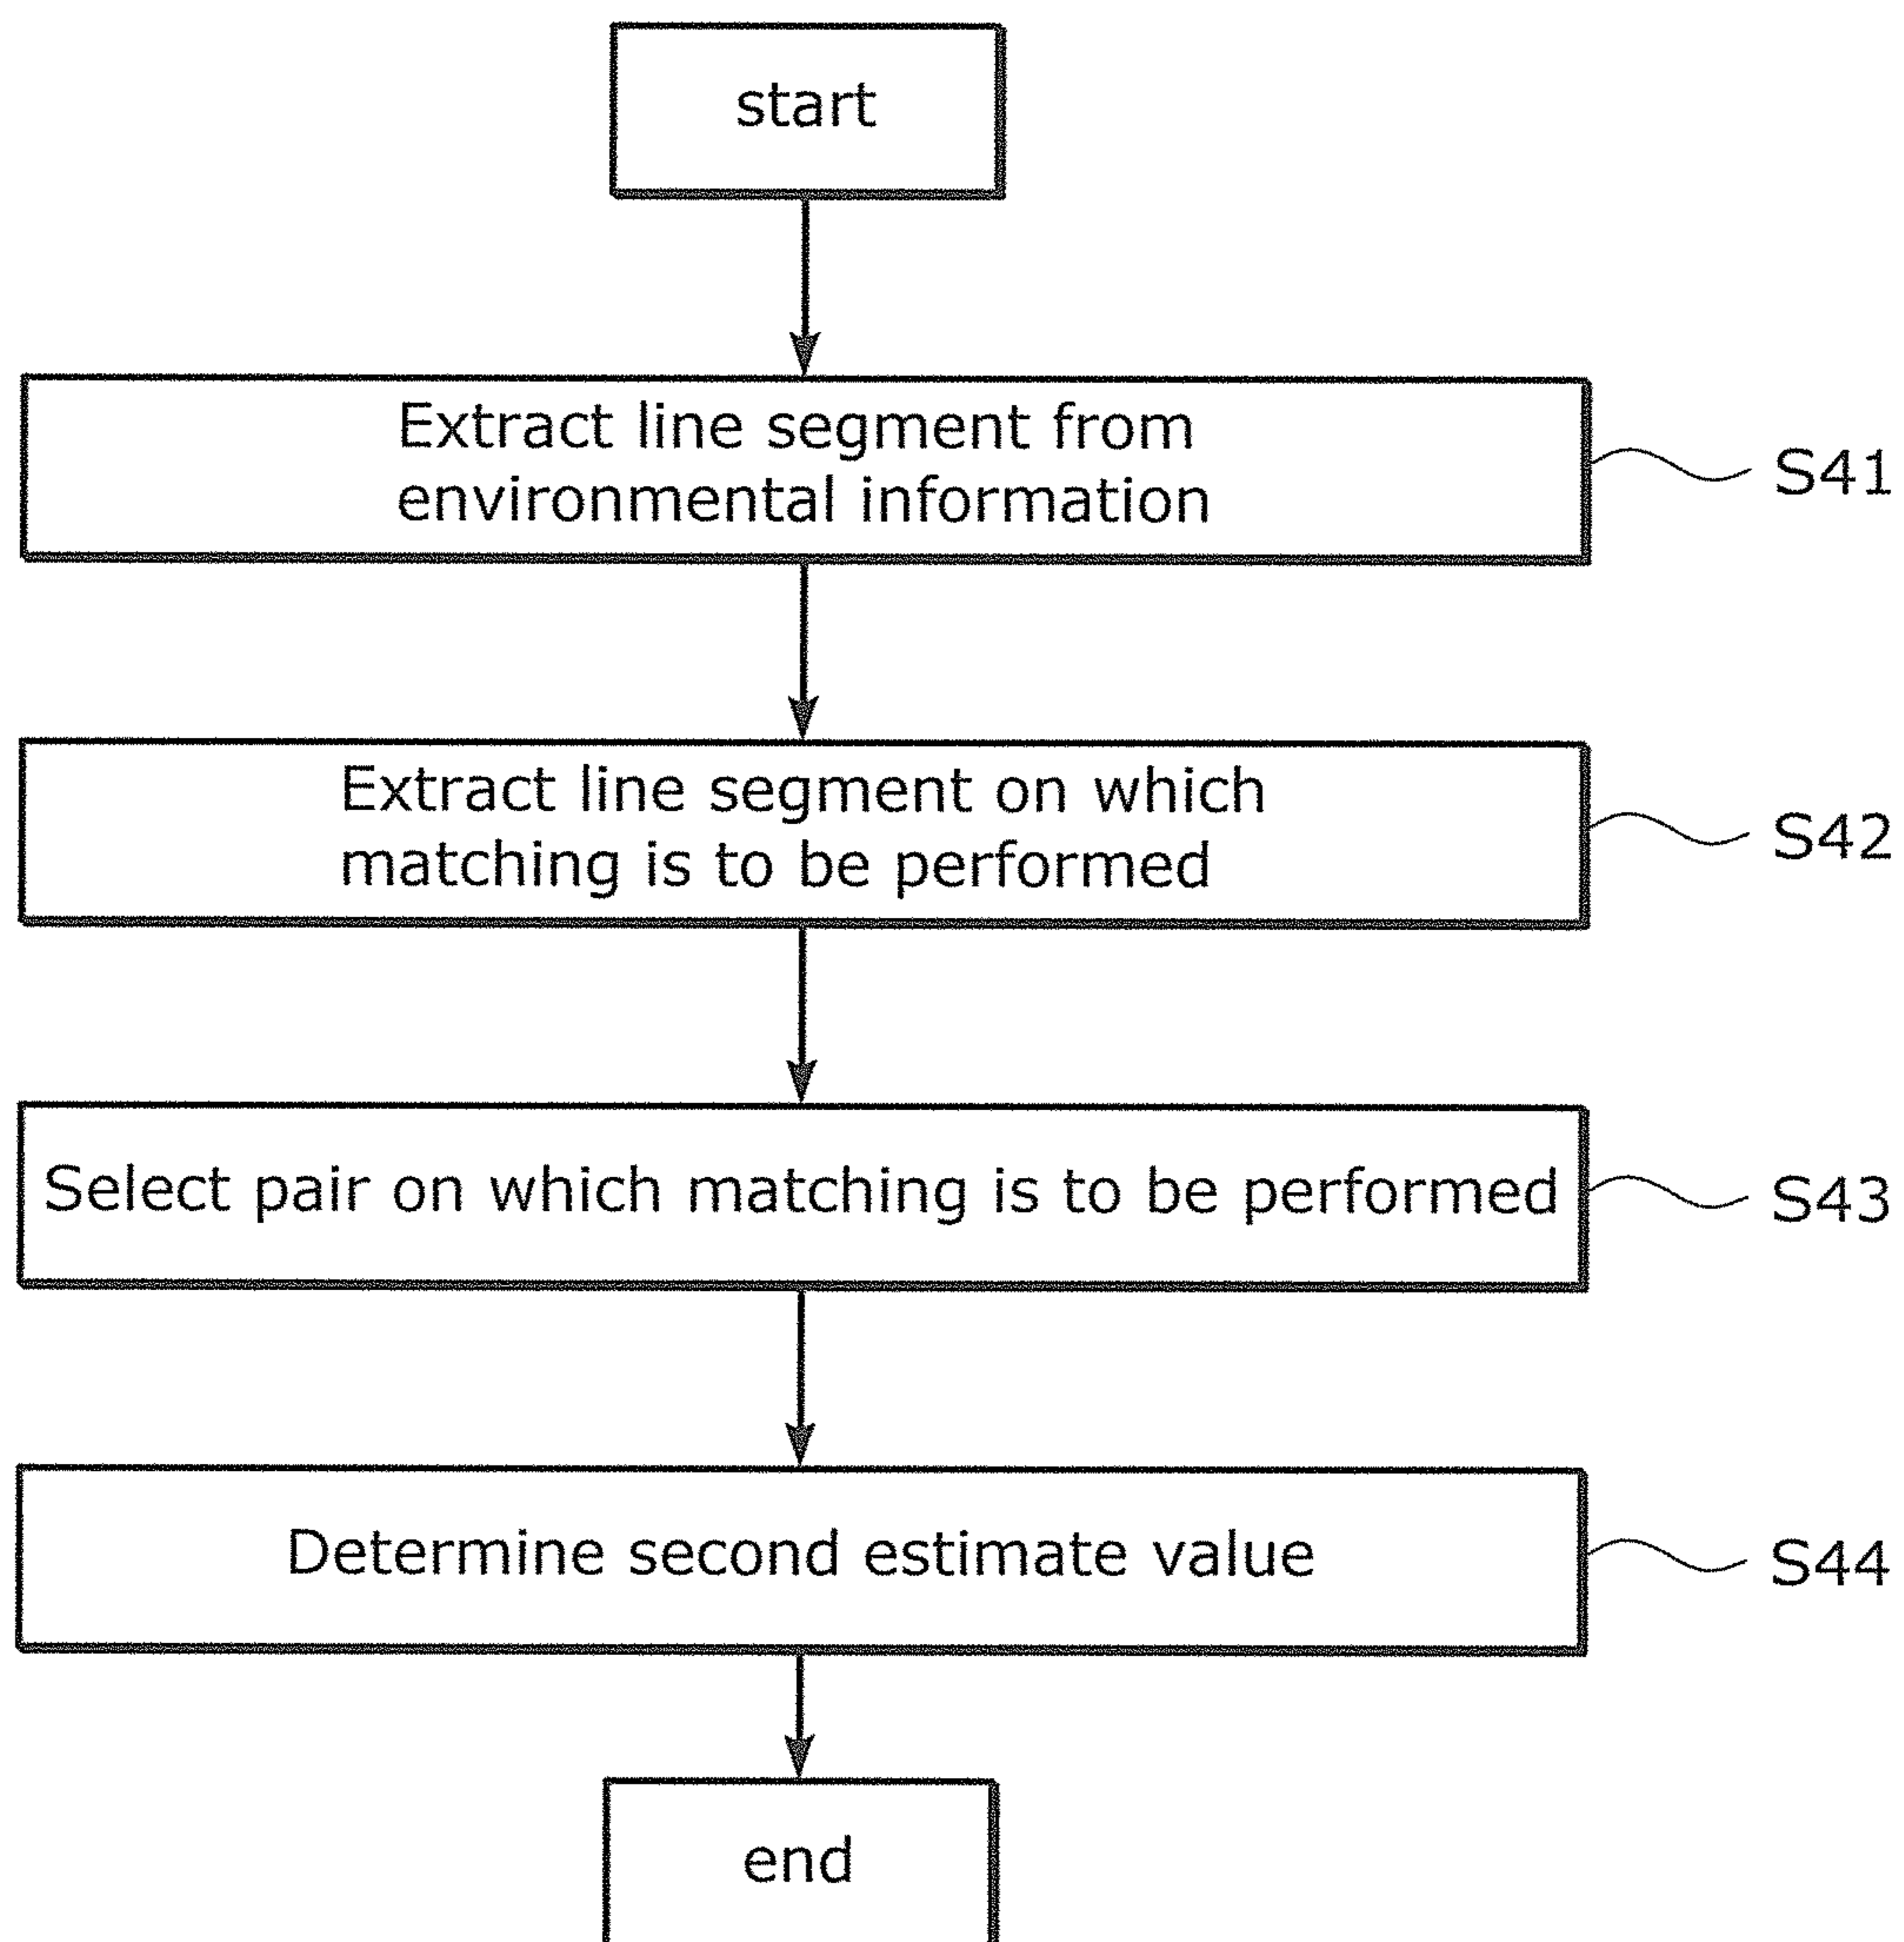 start
Extract line segment from
environmental information
S41
Extract line segment on which
matching is to be performed
S42
Select pair on which matching is to be performed
S43
Determine second estimate value
S44
end